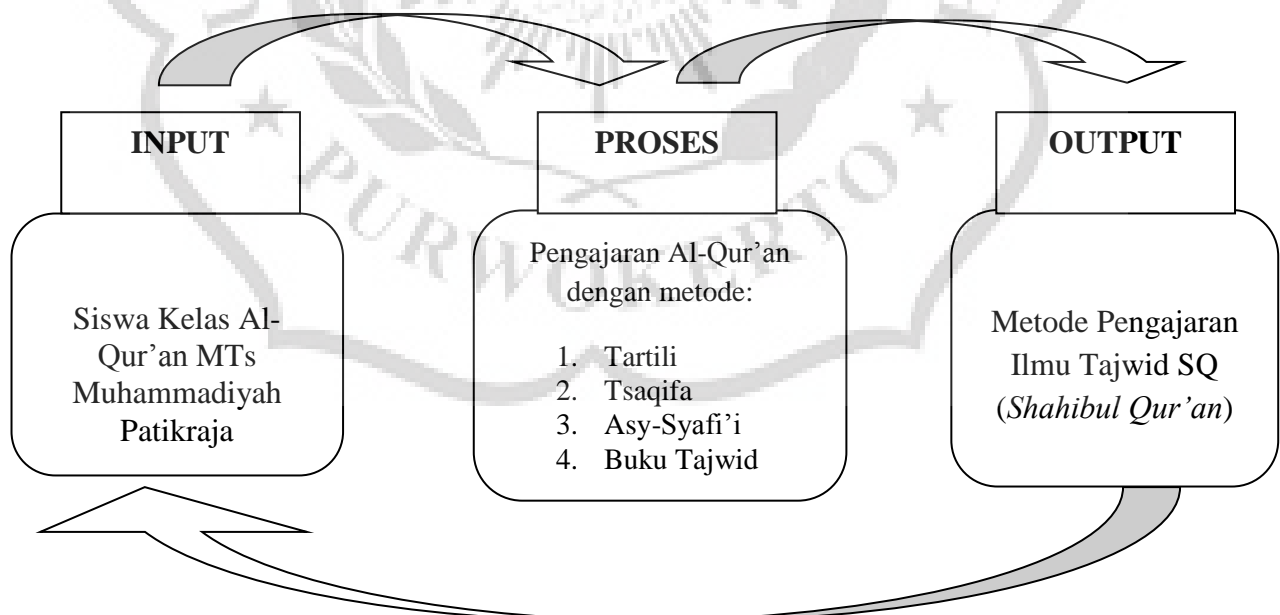 INPUT
Siswa Kelas Al-
Qur’an MTs
Muhammadiyah
Patikraja
PROSES
Pengajaran Al-Qur’an
dengan metode:
1. Tartili
2. Tsaqifa
3. Asy-Syafi’i
4. Buku Tajwid
OUTPUT
Metode Pengajaran
Ilmu Tajwid SQ
(Shahibul Qur’an)
PURWOKERTO